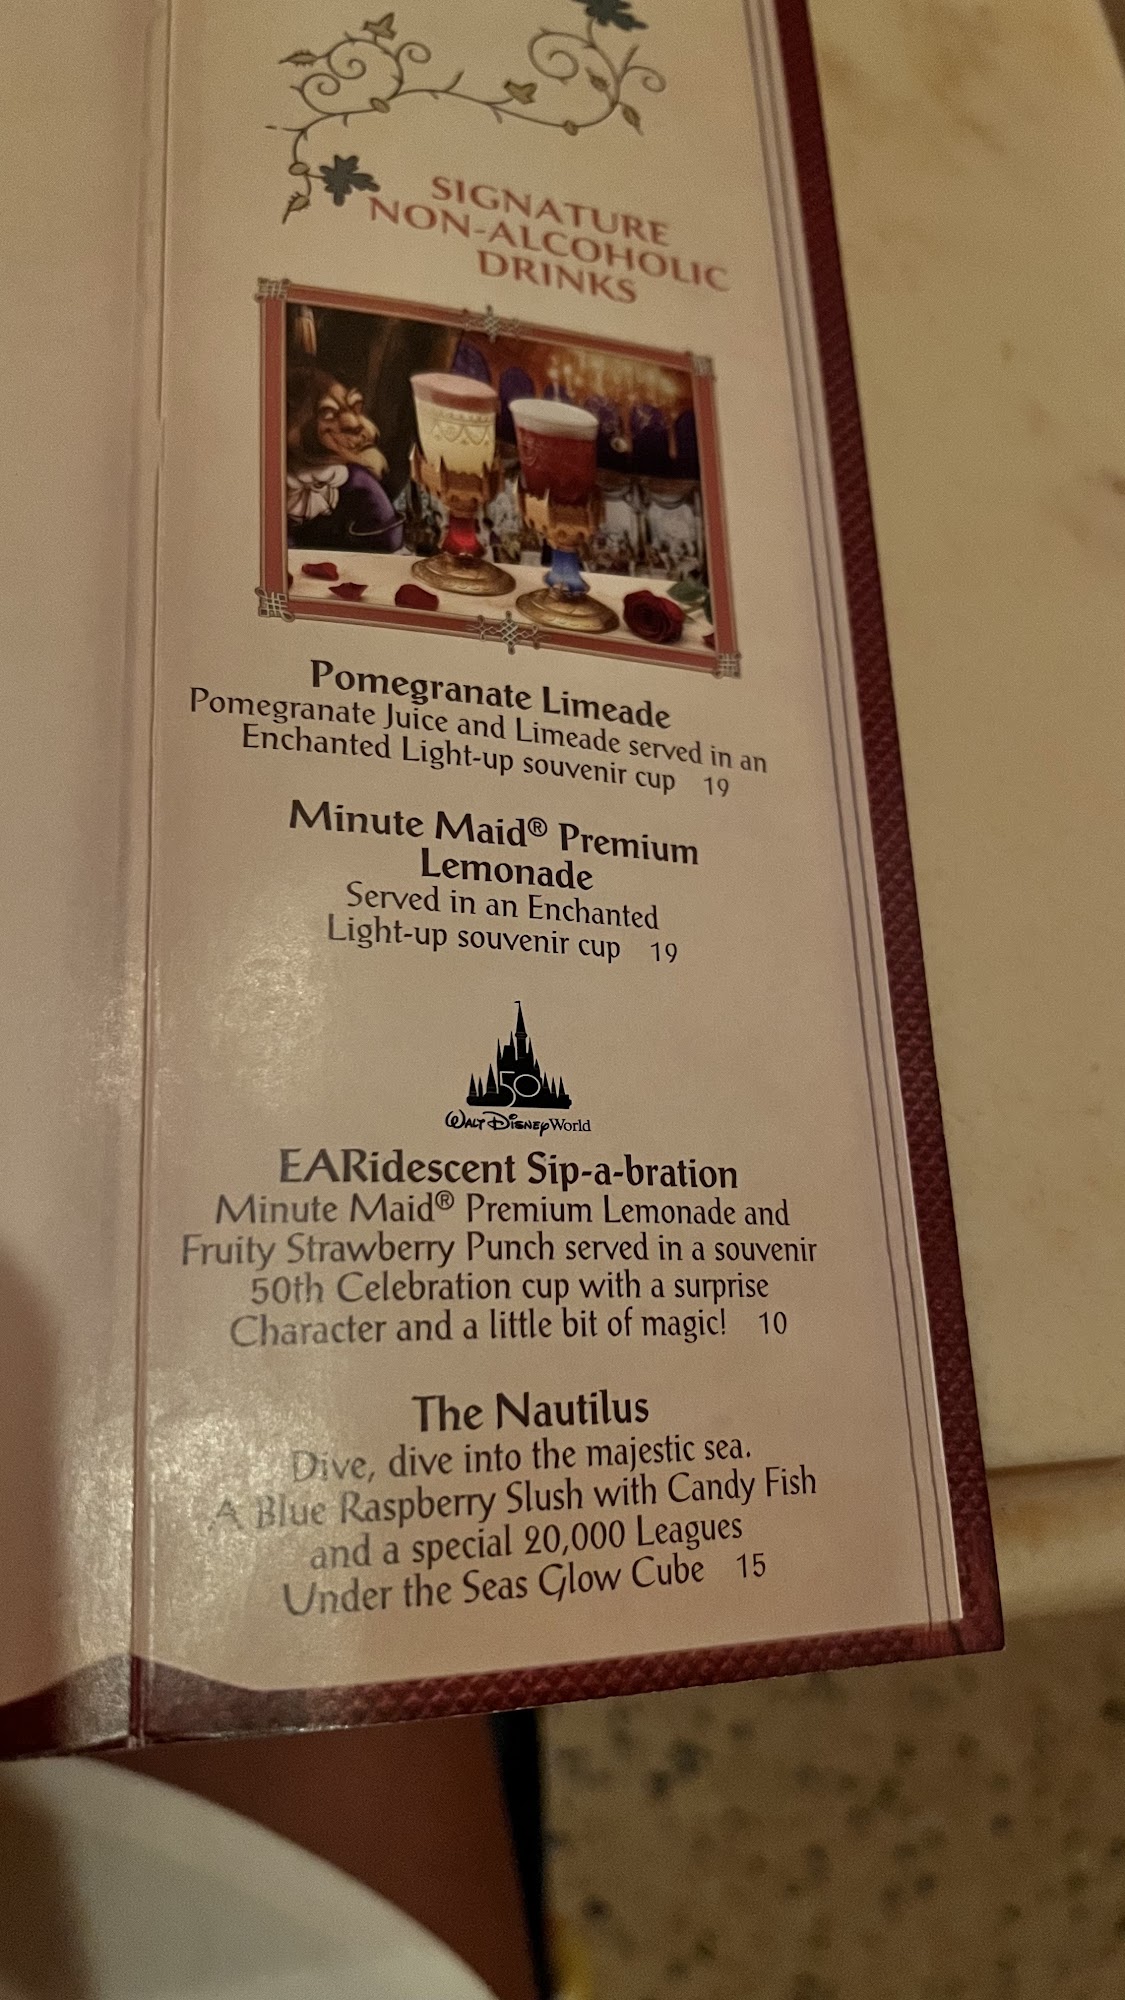 SIGNATURE
NON-ALCOHOLIC
DRINKS
Pomegranate Limeade
Pomegranate Juice and Limeade served in an
Enchanted Light-up souvenir cup 19
Minute Maid® Premium
Lemonade
Served in an Enchanted
Light-up souvenir cup 19
50
WALT DISNEY World
EARidescent Sip-a-bration
Minute Maid® Premium Lemonade and
Fruity Strawberry Punch served in a souvenir
50th Celebration cup with a surprise
Character and a little bit of magic! 10
The Nautilus
Dive, dive into the majestic sea.
A Blue Raspberry Slush with Candy Fish
and a special 20,000 Leagues
Under the Seas Glow Cube 15